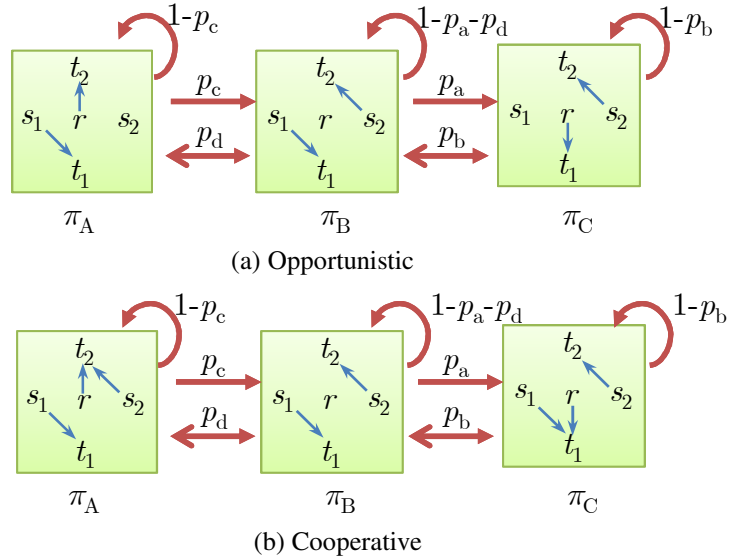 1-p_c 1-p_a-p_d 1-p_b
t_2 t_2 t_2
p_c p_a
s_1 r s_2 s_1 r s_2 s_1 r s_2
p_d p_b
t_1 t_1 t_1
π_A π_B π_C
(a) Opportunistic
1-p_c 1-p_a-p_d 1-p_b
t_2 t_2 t_2
p_c p_a
s_1 r s_2 s_1 r s_2 s_1 r s_2
p_d p_b
t_1 t_1 t_1
π_A π_B π_C
(b) Cooperative